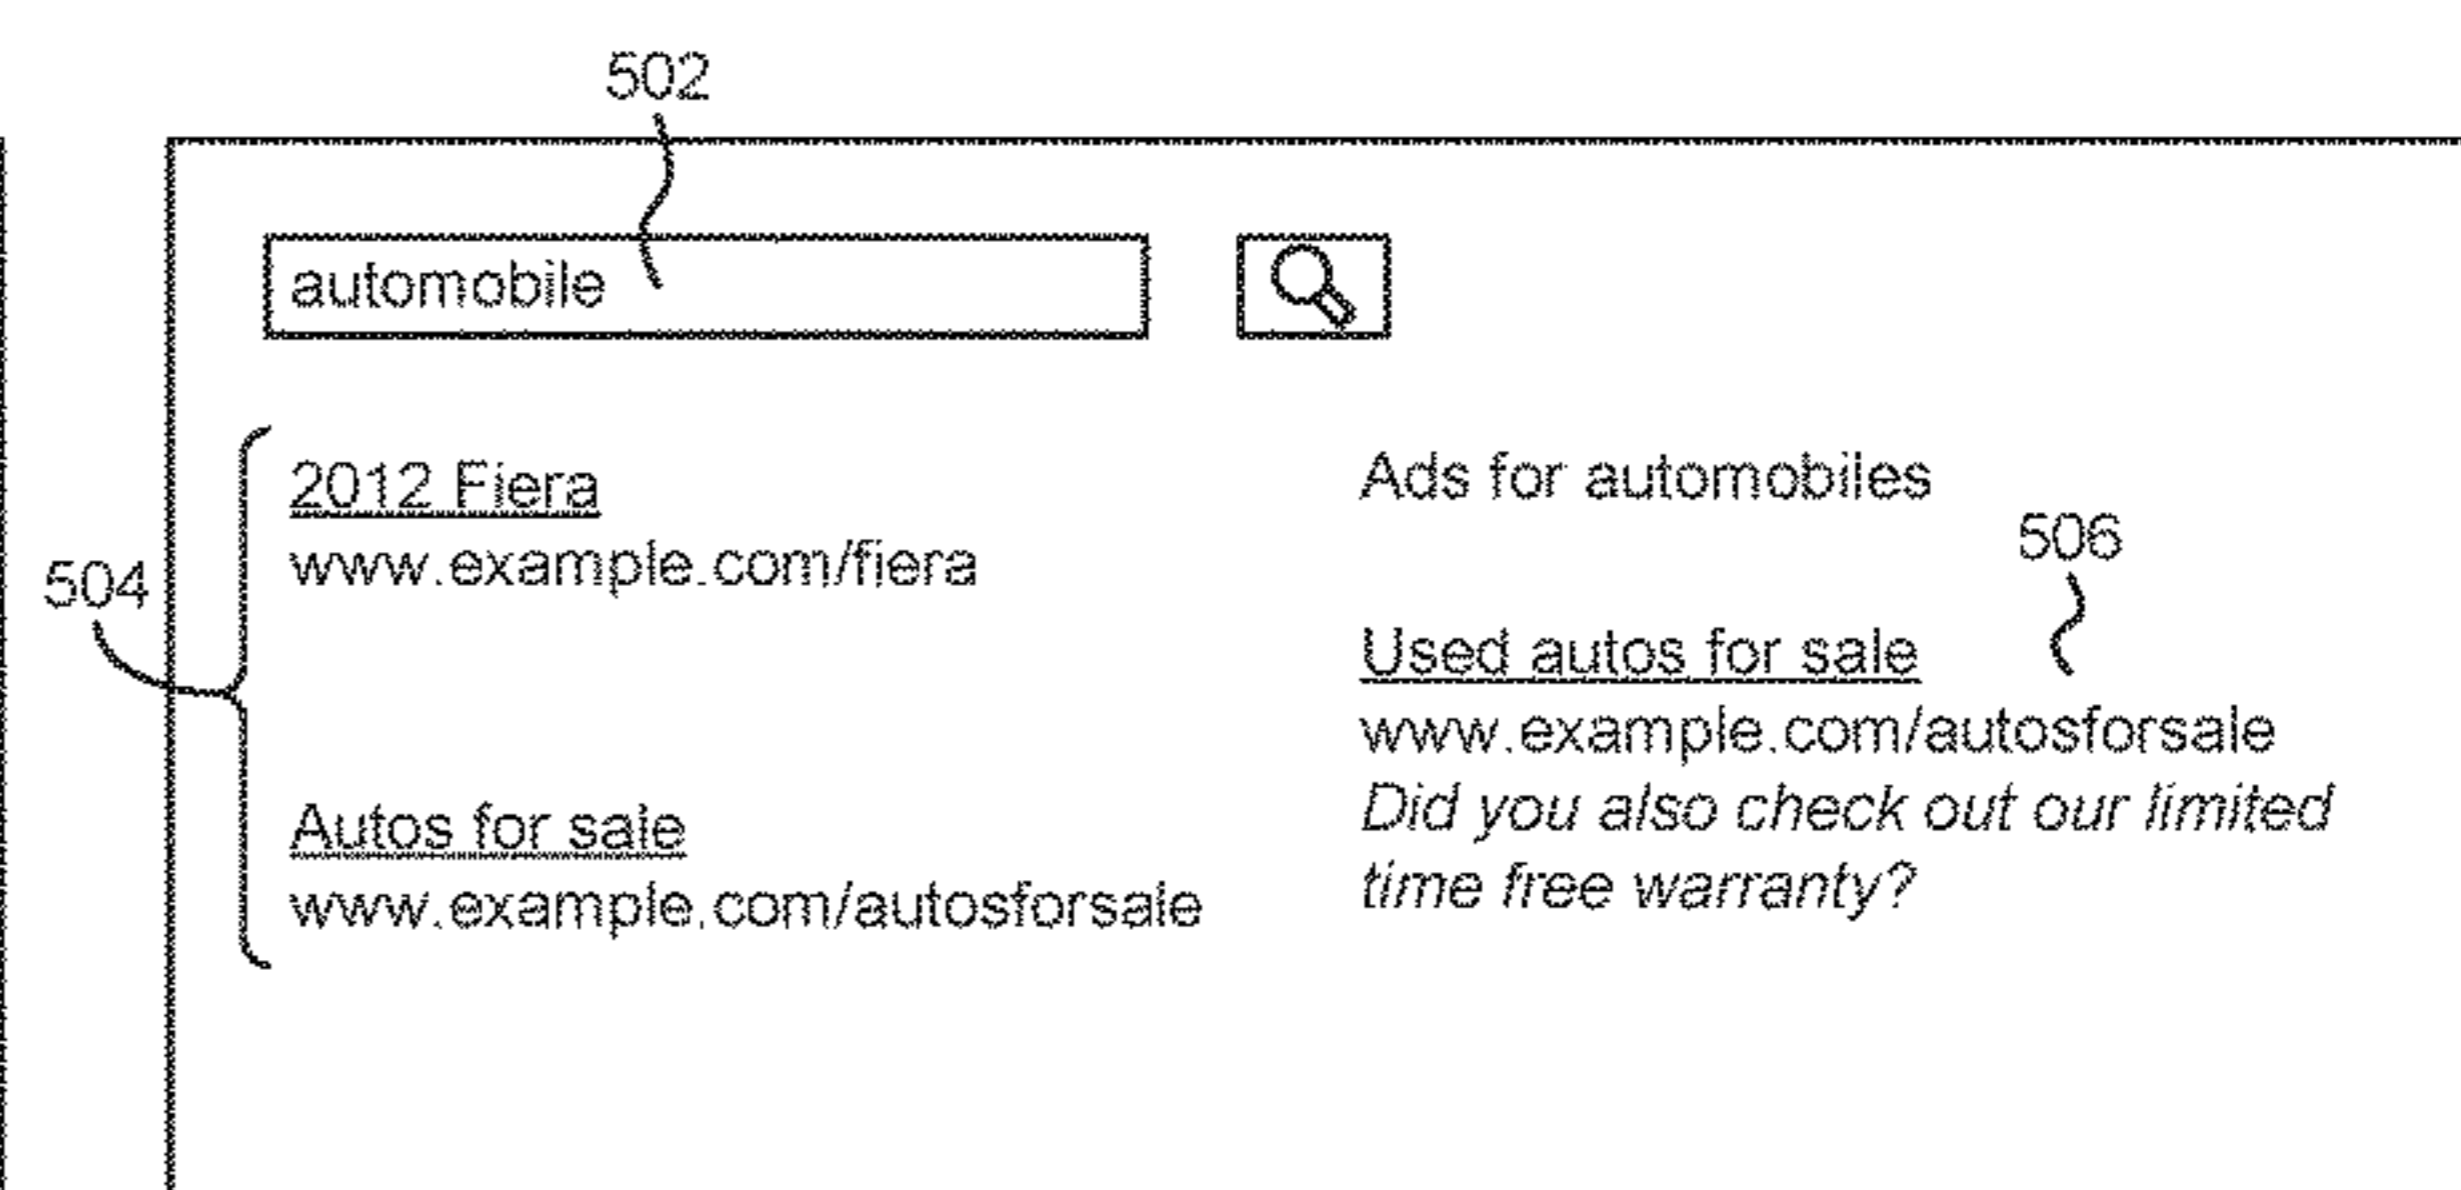 502
automobile
504
2012 Fiera
www.example.com/fiera
Autos for sale
www.example.com/autosforsale
Ads for automobiles
506
Used autos for sale
www.example.com/autosforsale
Did you also check out our limited
time free warranty?